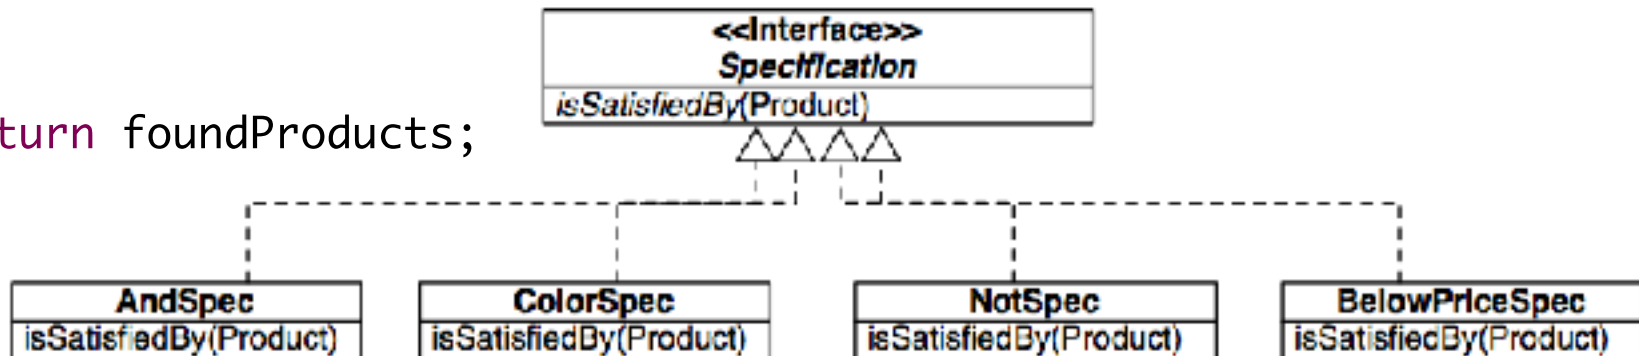 <<Interface>>
Specification
isSatisfiedBy(Product)
turn foundProducts;
AndSpec
isSatisfiedBy(Product)
ColorSpec
isSatisfiedBy(Product)
NotSpec
isSatisfiedBy(Product)
BelowPriceSpec
isSatisfiedBy(Product)